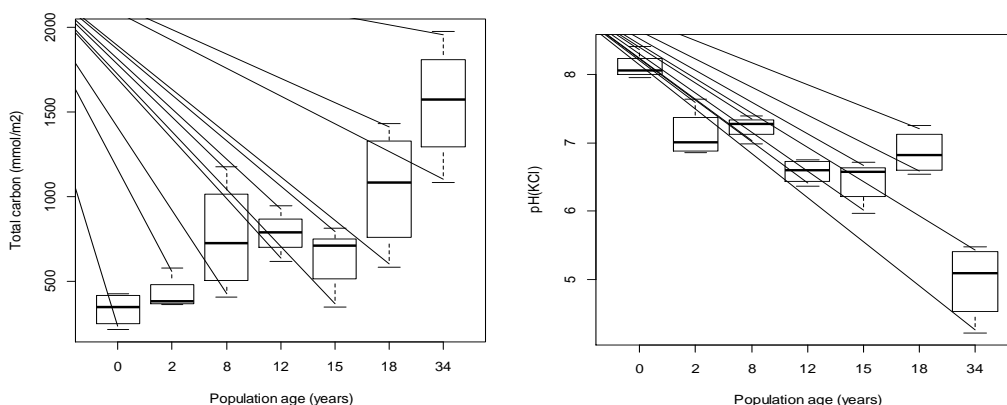 Total carbon (mmol/m2)
2000
1500
1000
500
0 2 8 12 15 18 34
Population age (years)
pH(KCl)
8
7
6
5
0 2 8 12 15 18 34
Population age (years)